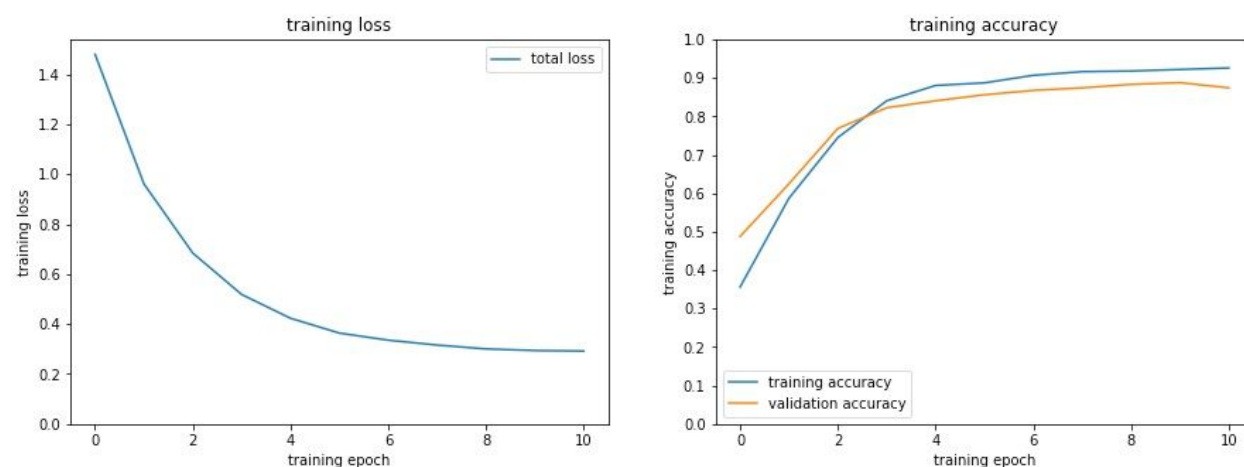 training loss
total loss
1.4
1.2
1.0
0.8
0.6
0.4
0.2
0.0
training loss
0 2 4 6 8 10
training epoch
training accuracy
1.0
0.9
0.8
0.7
0.6
0.5
0.4
0.3
0.2
0.1
0.0
training accuracy
training accuracy
validation accuracy
0 2 4 6 8 10
training epoch